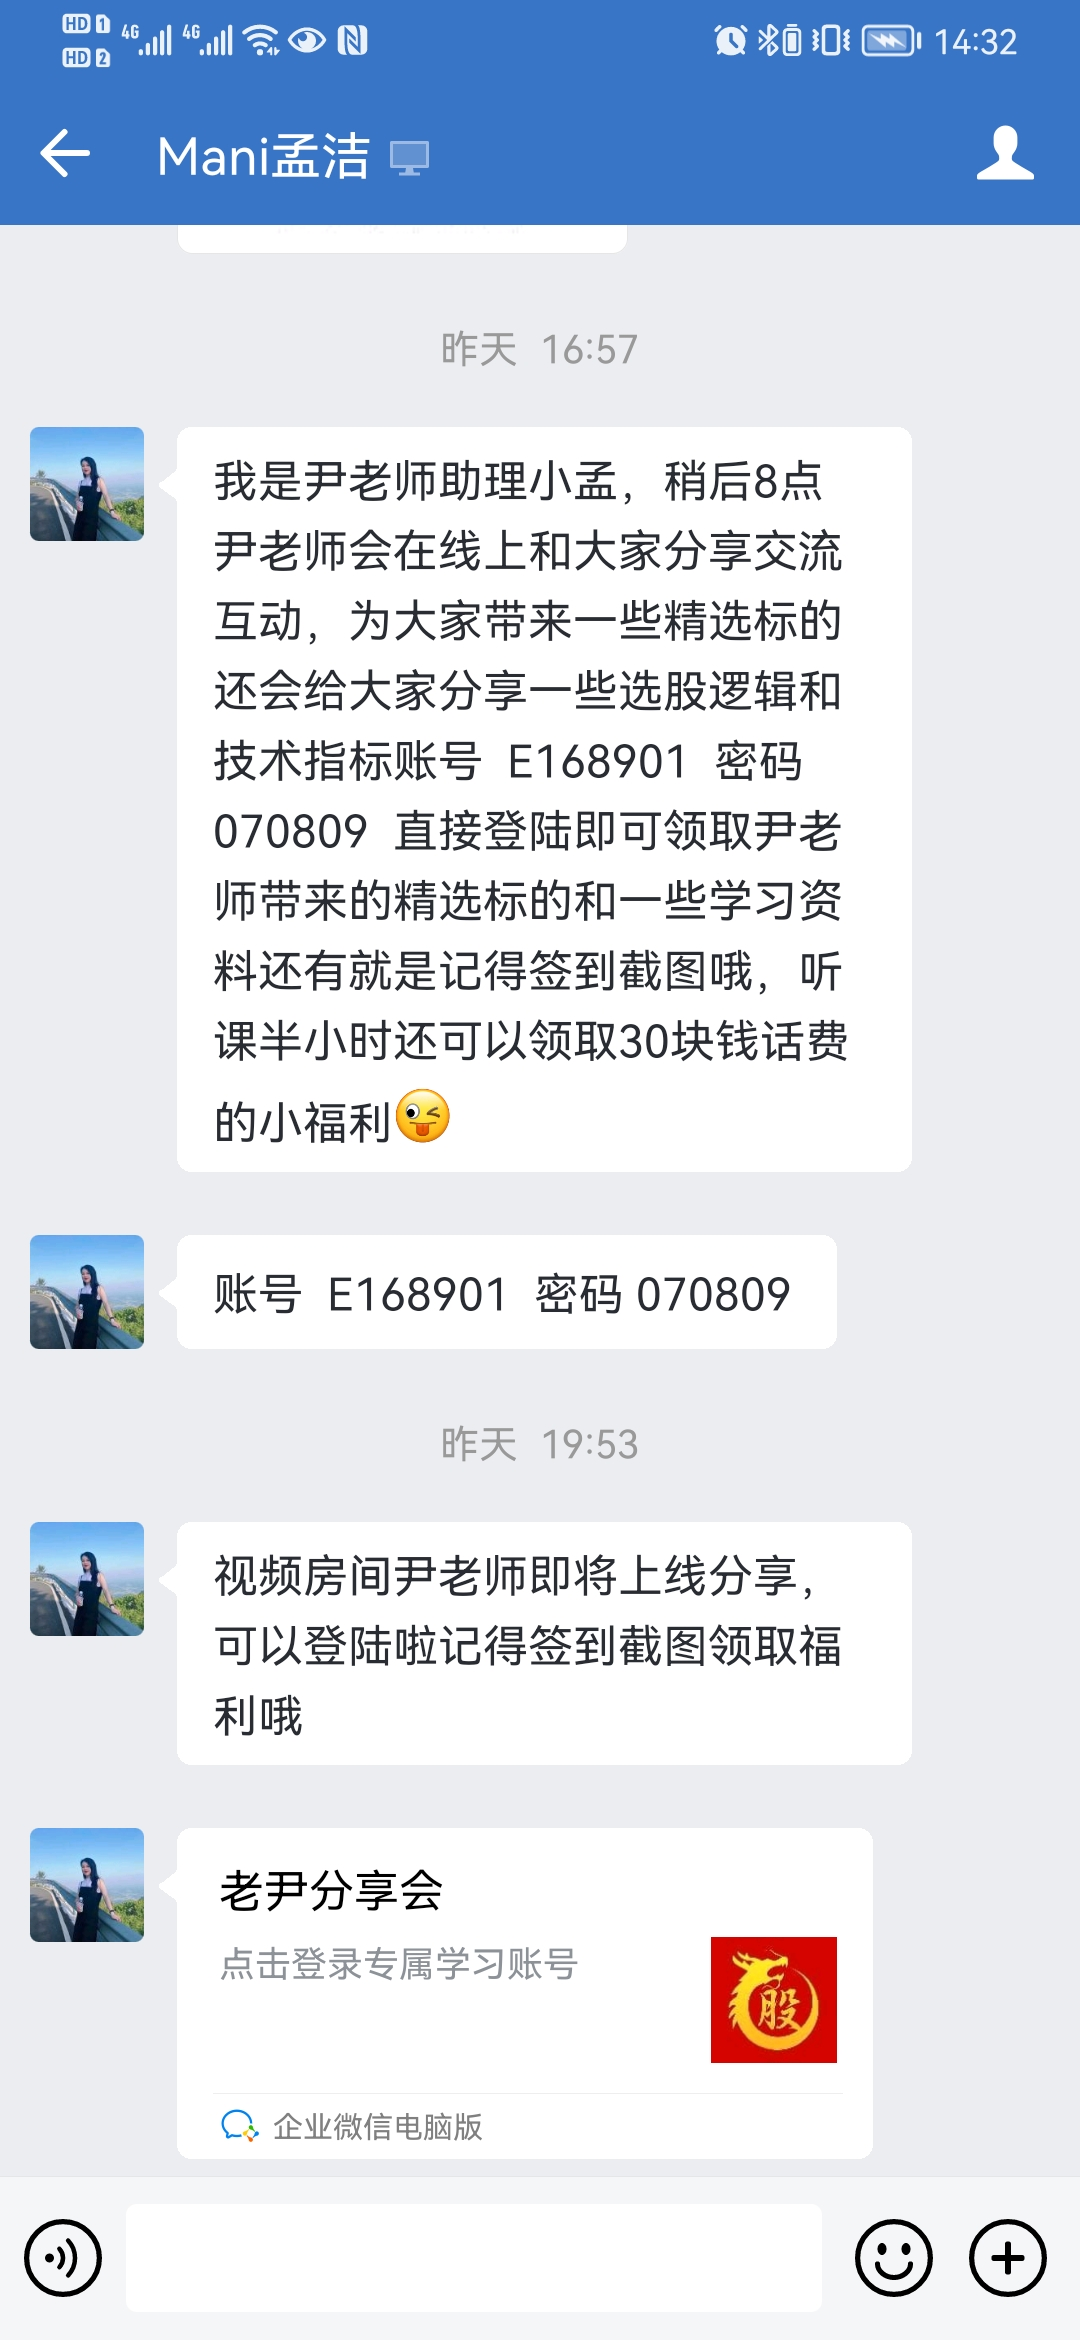 HD 1 4G 4G 14:32
HD 2
Mani孟洁
昨天 16:57
我是尹老师助理小孟，稍后8点
尹老师会在线上和大家分享交流
互动，为大家带来一些精选标的
还会给大家分享一些选股逻辑和
技术指标账号 E168901 密码
070809 直接登陆即可领取尹老
师带来的精选标的和一些学习资
料还有就是记得签到截图哦，听
课半小时还可以领取30块钱话费
的小福利😜
账号 E168901 密码 070809
昨天 19:53
视频房间尹老师即将上线分享，
可以登陆啦记得签到截图领取福
利哦
老尹分享会
点击登录专属学习账号
股
企业微信电脑版